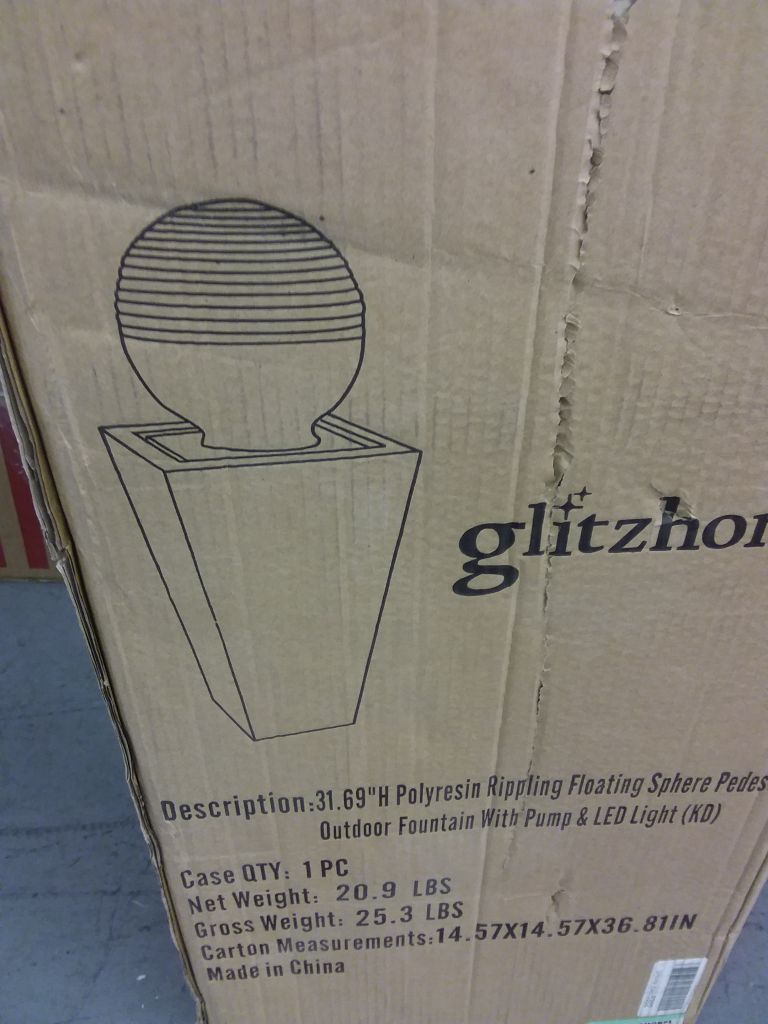 glitzhor
Description:31.69"H Polyresin Rippling Floating Sphere Pedes
Outdoor Fountain With Pump & LED Light (KD)
Case QTY: 1 PC
Net Weight: 20.9 LBS
Gross Weight: 25.3 LBS
Carton Measurements:14.57X14.57X36.81IN
Made in China